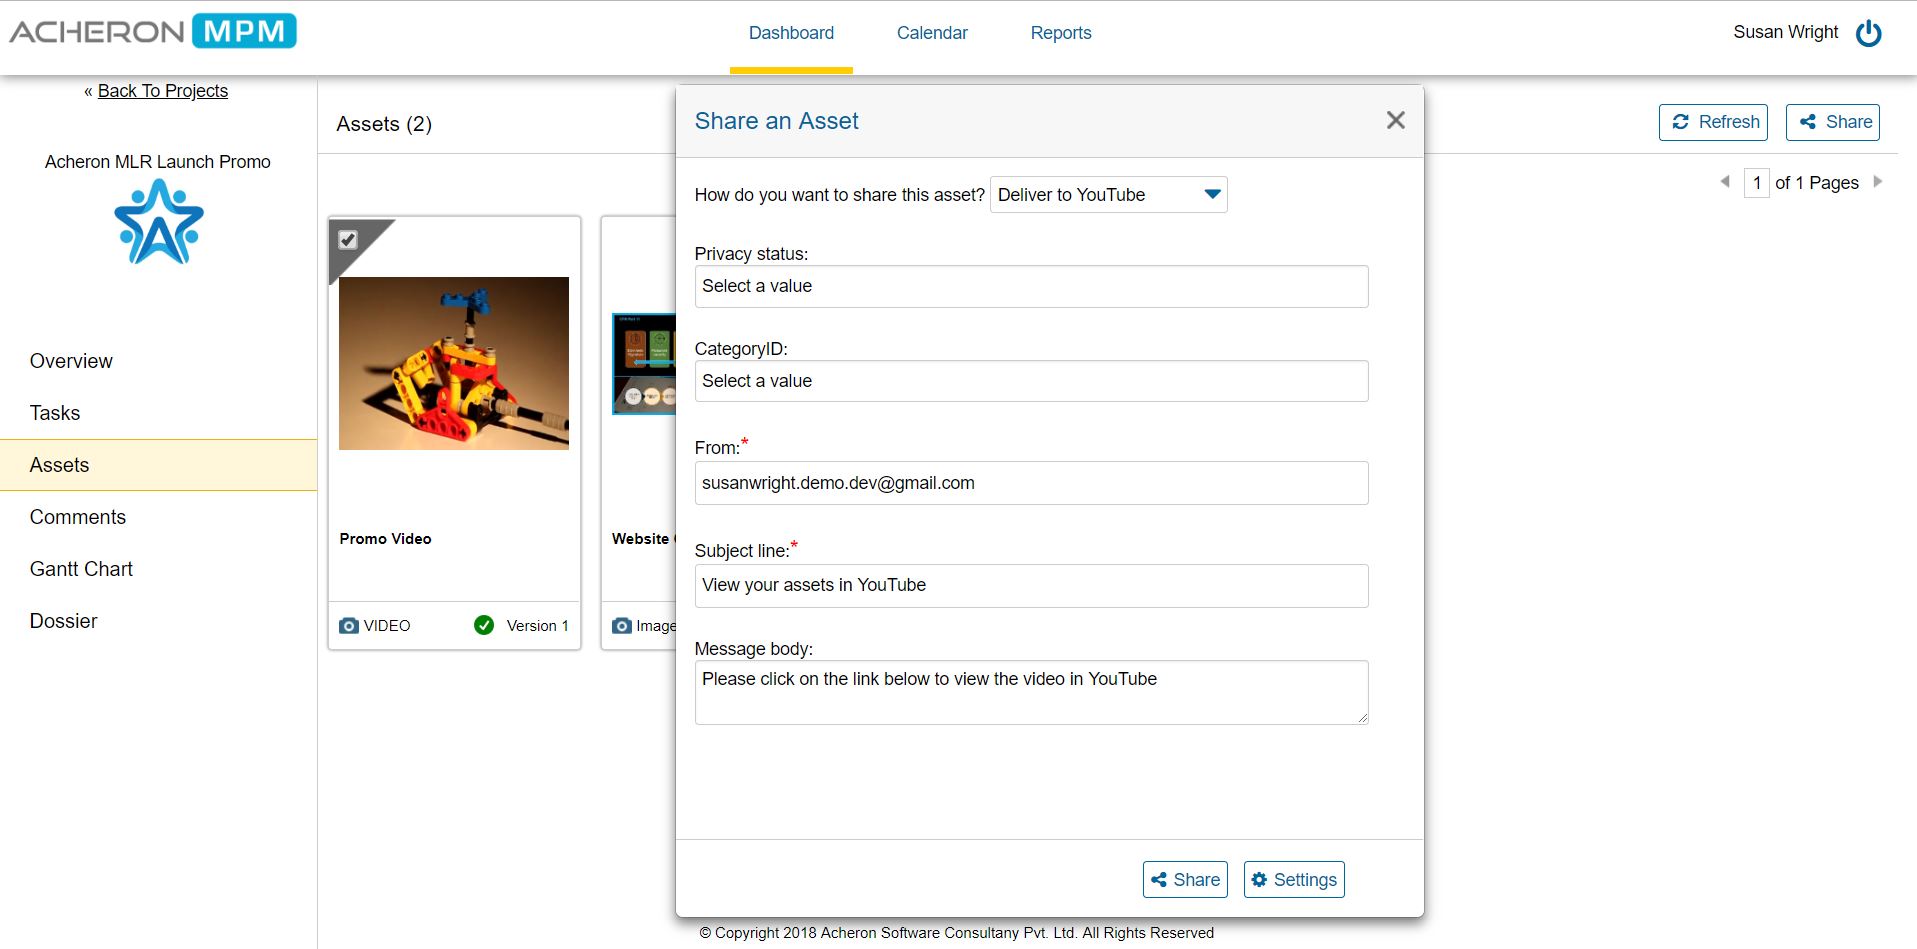 ACHERON MPM
Dashboard
Calendar
Reports
Susan Wright
« Back To Projects
Acheron MLR Launch Promo
Overview
Tasks
Assets
Comments
Gantt Chart
Dossier
Assets (2)
Refresh
Share
1 of 1 Pages
Promo Video
VIDEO
Version 1
Website
Image
Share an Asset
How do you want to share this asset? Deliver to YouTube
Privacy status:
Select a value
CategoryID:
Select a value
From:*
susanwright.demo.dev@gmail.com
Subject line:*
View your assets in YouTube
Message body:
Please click on the link below to view the video in YouTube
Share
Settings
© Copyright 2018 Acheron Software Consultany Pvt. Ltd. All Rights Reserved